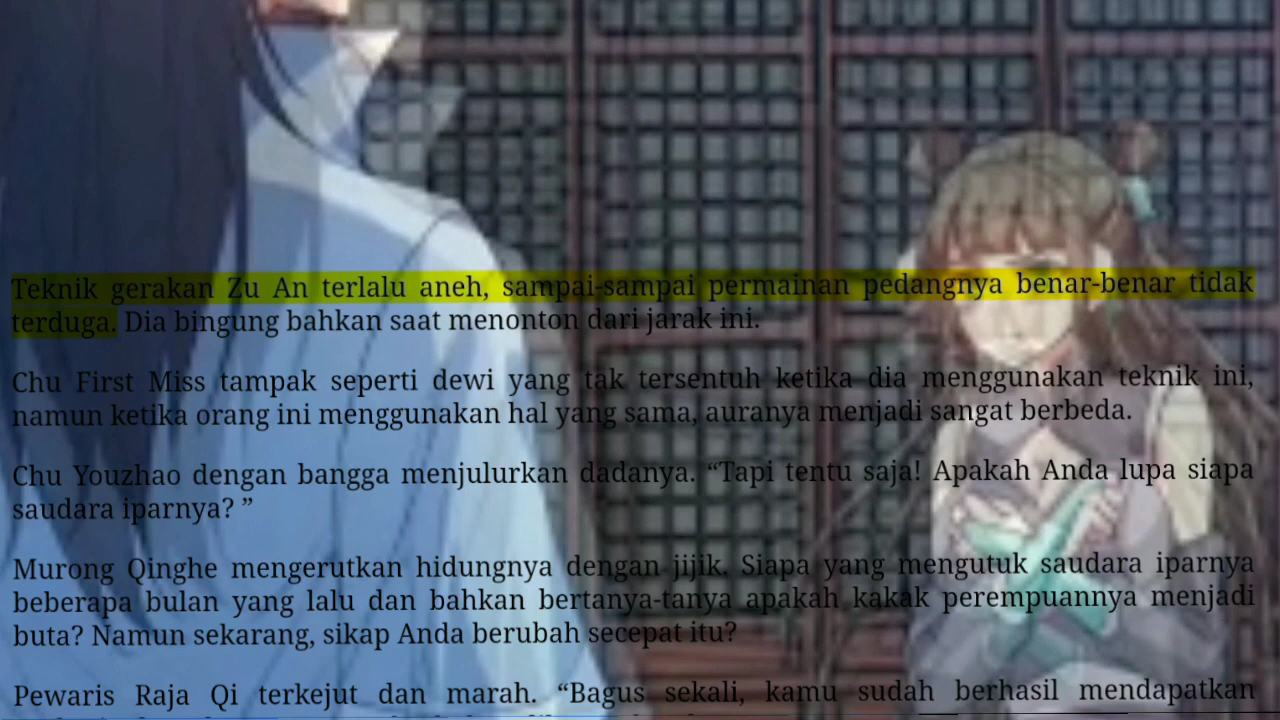 Teknik gerakan Zu An terlalu aneh, sampai-sampai permainan pedangnya benar-benar tidak
terduga. Dia bingung bahkan saat menonton dari jarak ini.
Chu First Miss tampak seperti dewi yang tak tersentuh ketika dia menggunakan teknik ini,
namun ketika orang ini menggunakan hal yang sama, auranya menjadi sangat berbeda.
Chu Youzhao dengan bangga menjulurkan dadanya. “Tapi tentu saja! Apakah Anda lupa siapa
saudara iparnya? ”
Murong Qinghe mengerutkan hidungnya dengan jijik. Siapa yang mengutuk saudara iparnya
beberapa bulan yang lalu dan bahkan bertanya-tanya apakah kakak perempuannya menjadi
buta? Namun sekarang, sikap Anda berubah secepat itu?
Pewaris Raja Qi terkejut dan marah. “Bagus sekali, kamu sudah berhasil mendapatkan